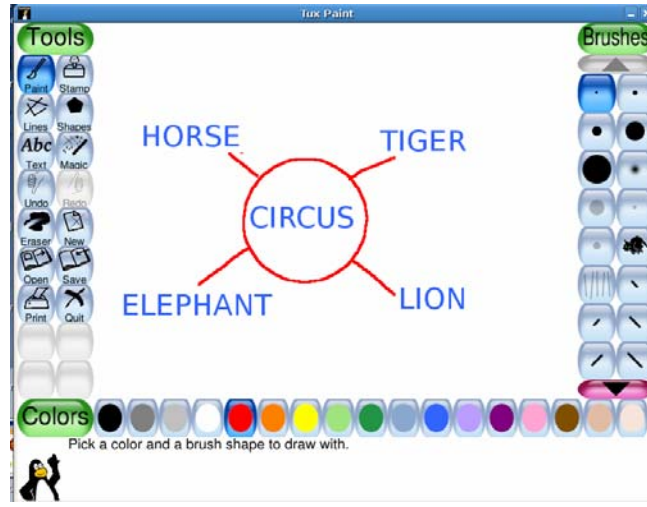 Tux Paint
Tools
Brushes
Paint Stamp
Lines Shapes
Abc
Text Magic
Undo Redo
Eraser New
Open Save
Print Quit
HORSE
TIGER
CIRCUS
ELEPHANT
LION
Colors
Pick a color and a brush shape to draw with.